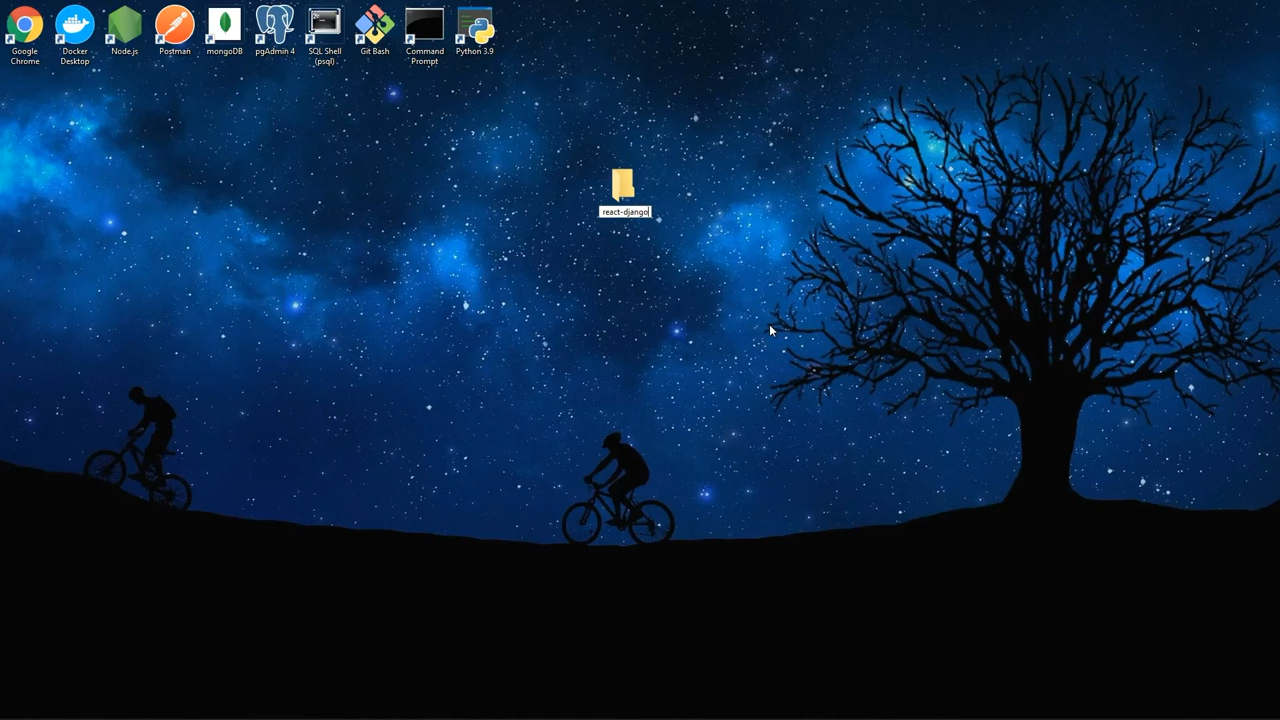 Google
Chrome
Docker
Desktop
Node.js
Postman
mongoDB
pgAdmin 4
SQL Shell
(psql)
Git Bash
Command
Prompt
Python 3.9
react-django